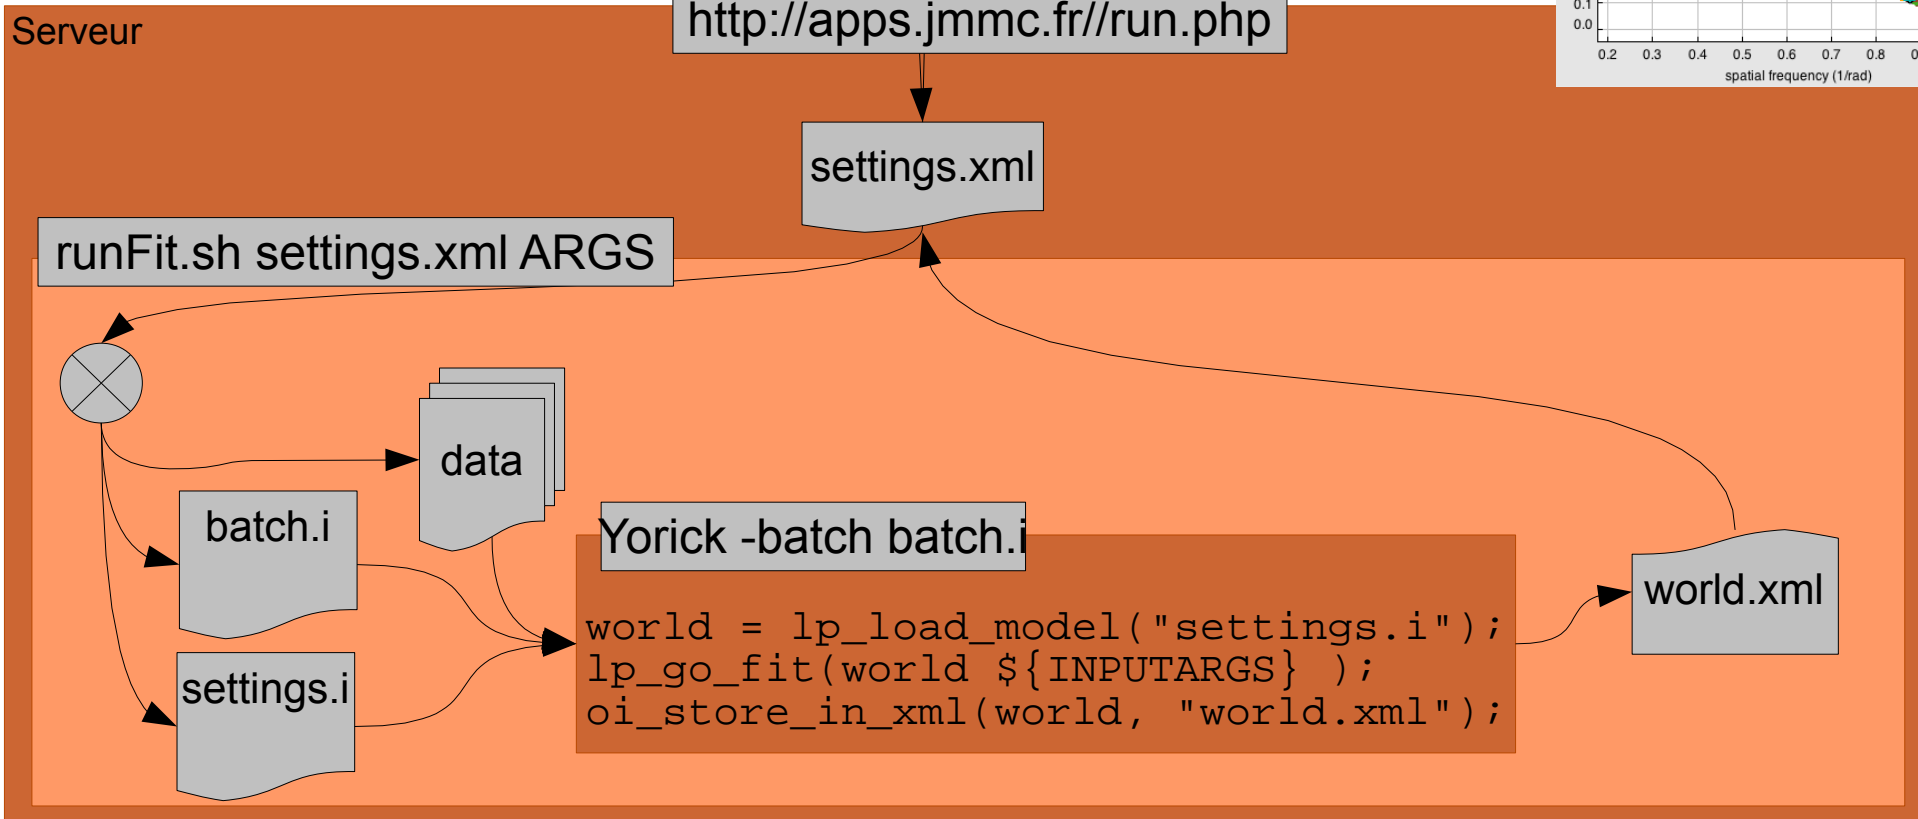 http://apps.jmmc.fr//run.php
Serveur
0.1
0.0
0.2 0.3 0.4 0.5 0.6 0.7 0.8
spatial frequency (1/rad)
settings.xml
runFit.sh settings.xml ARGS
data
batch.i
settings.i
Yorick -batch batch.i
world = lp_load_model("settings.i");
lp_go_fit(world ${INPUTARGS} );
oi_store_in_xml(world, "world.xml");
world.xml